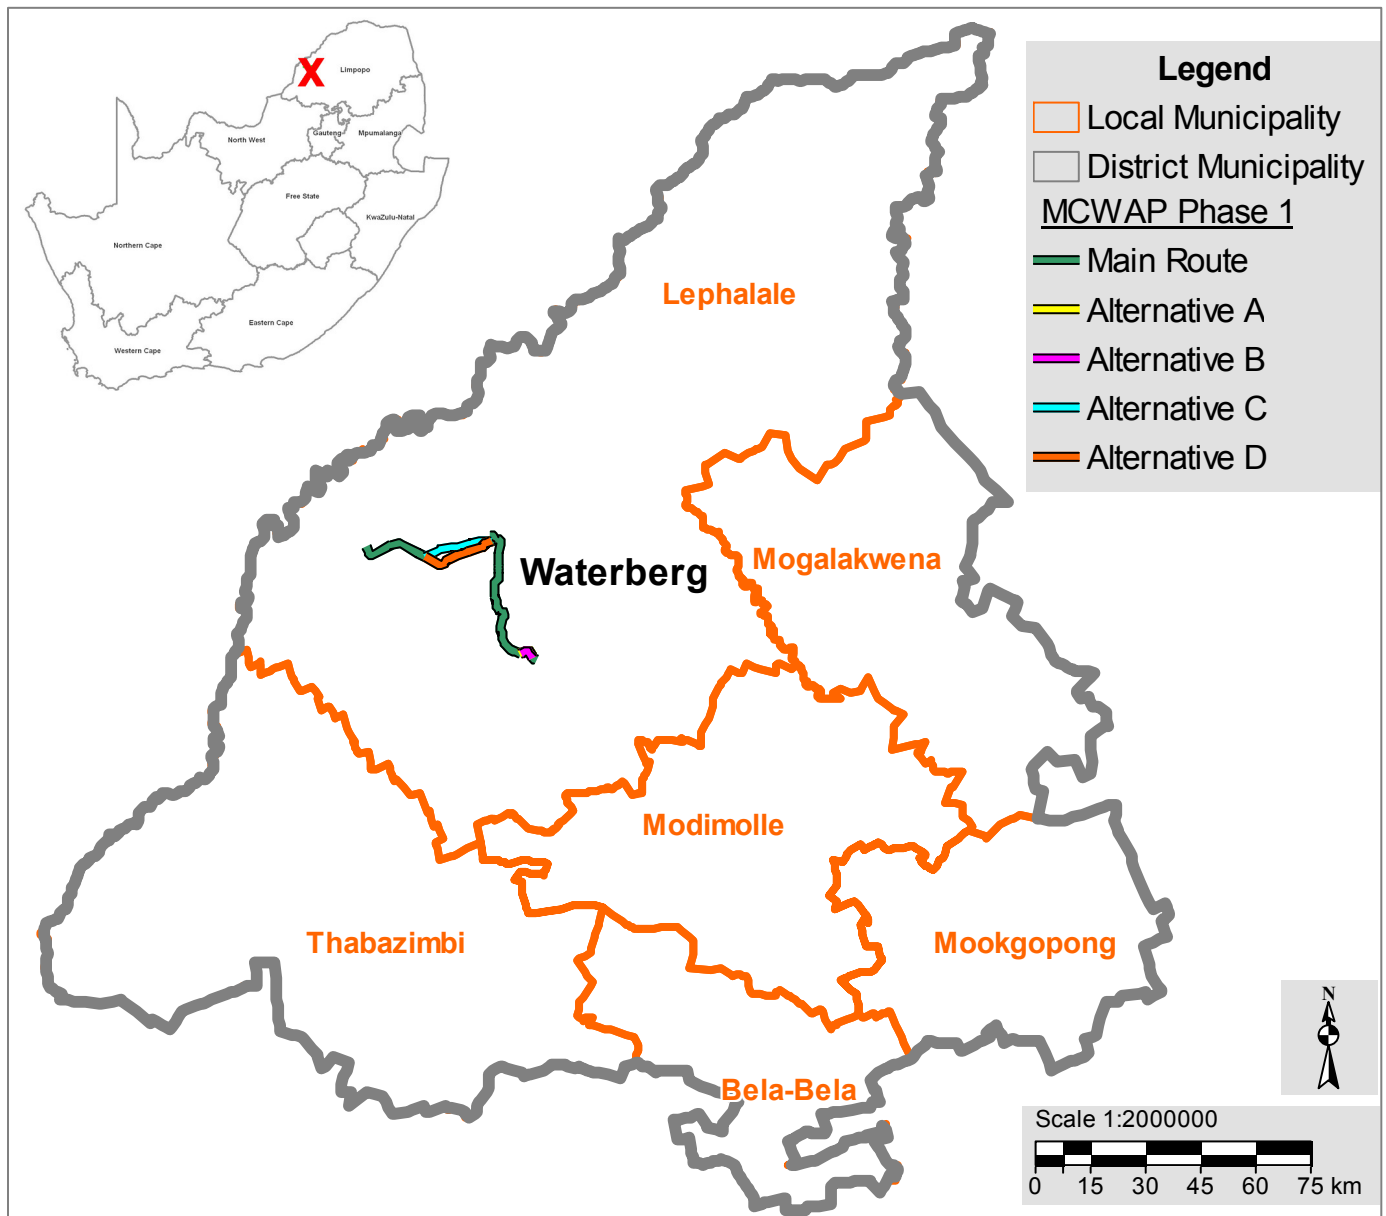 X
Limpopo
North West
Gauteng
Mpumalanga
Free State
KwaZulu-Natal
Northern Cape
Eastern Cape
Western Cape
Legend
Local Municipality
District Municipality
MCWAP Phase 1
Main Route
Alternative A
Alternative B
Alternative C
Alternative D
Lephalale
Mogalakwena
Waterberg
Modimolle
Thabazimbi
Mookgopong
Bela-Bela
N
Scale 1:2000000
0 15 30 45 60 75 km